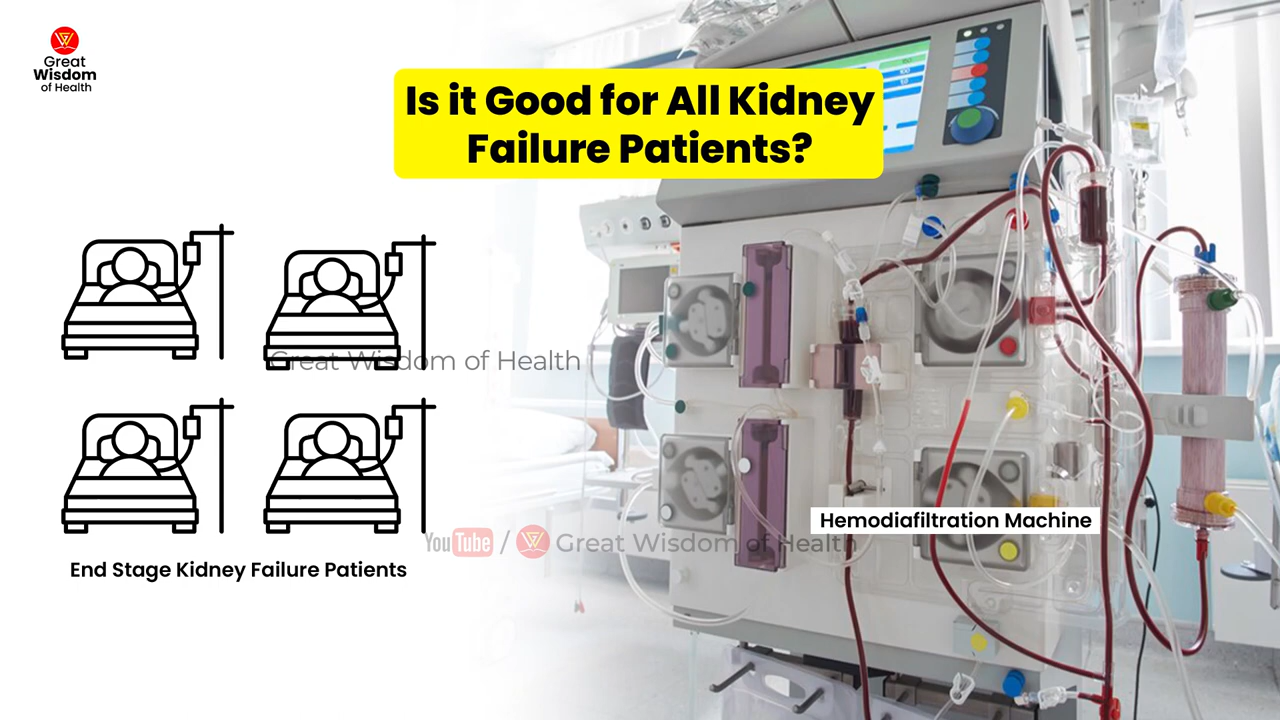 Great
Wisdom
of Health
Is it Good for All Kidney
Failure Patients?
Great Wisdom of Health
Hemodiafiltration Machine
YouTube / Great Wisdom of Health
End Stage Kidney Failure Patients